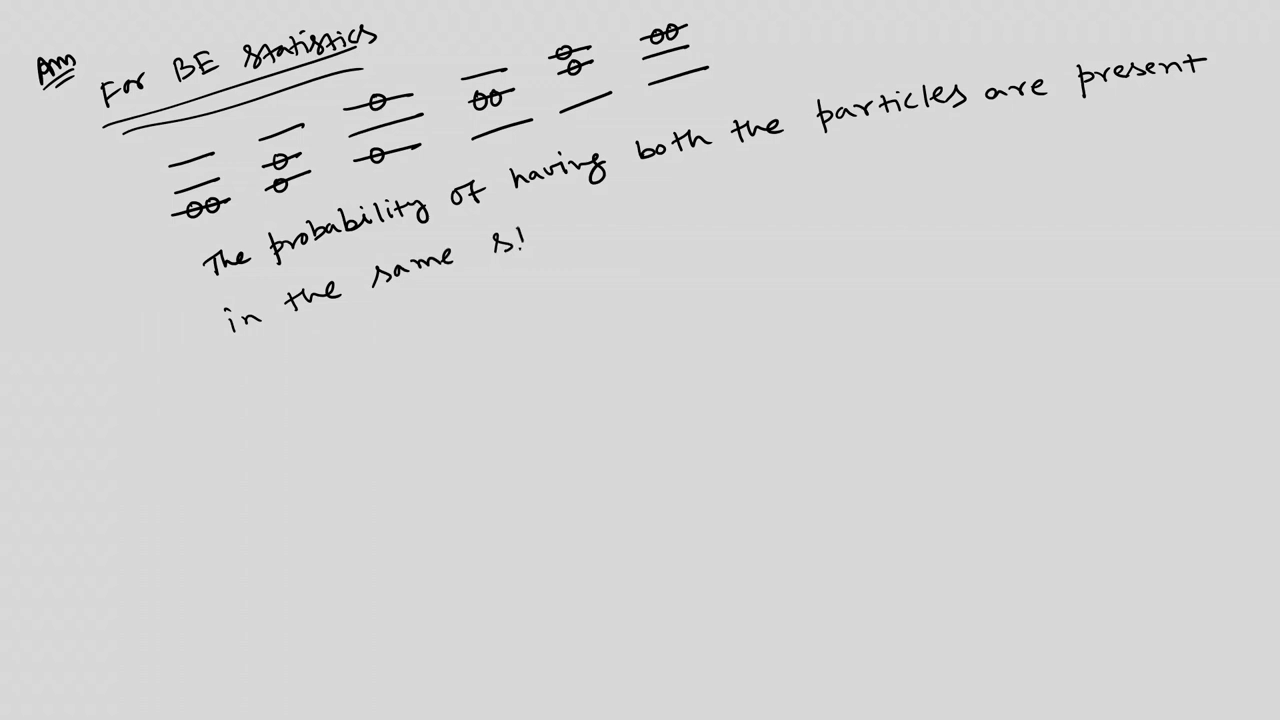 Ans For BE statistics
The probability of having both the particles are present
in the same